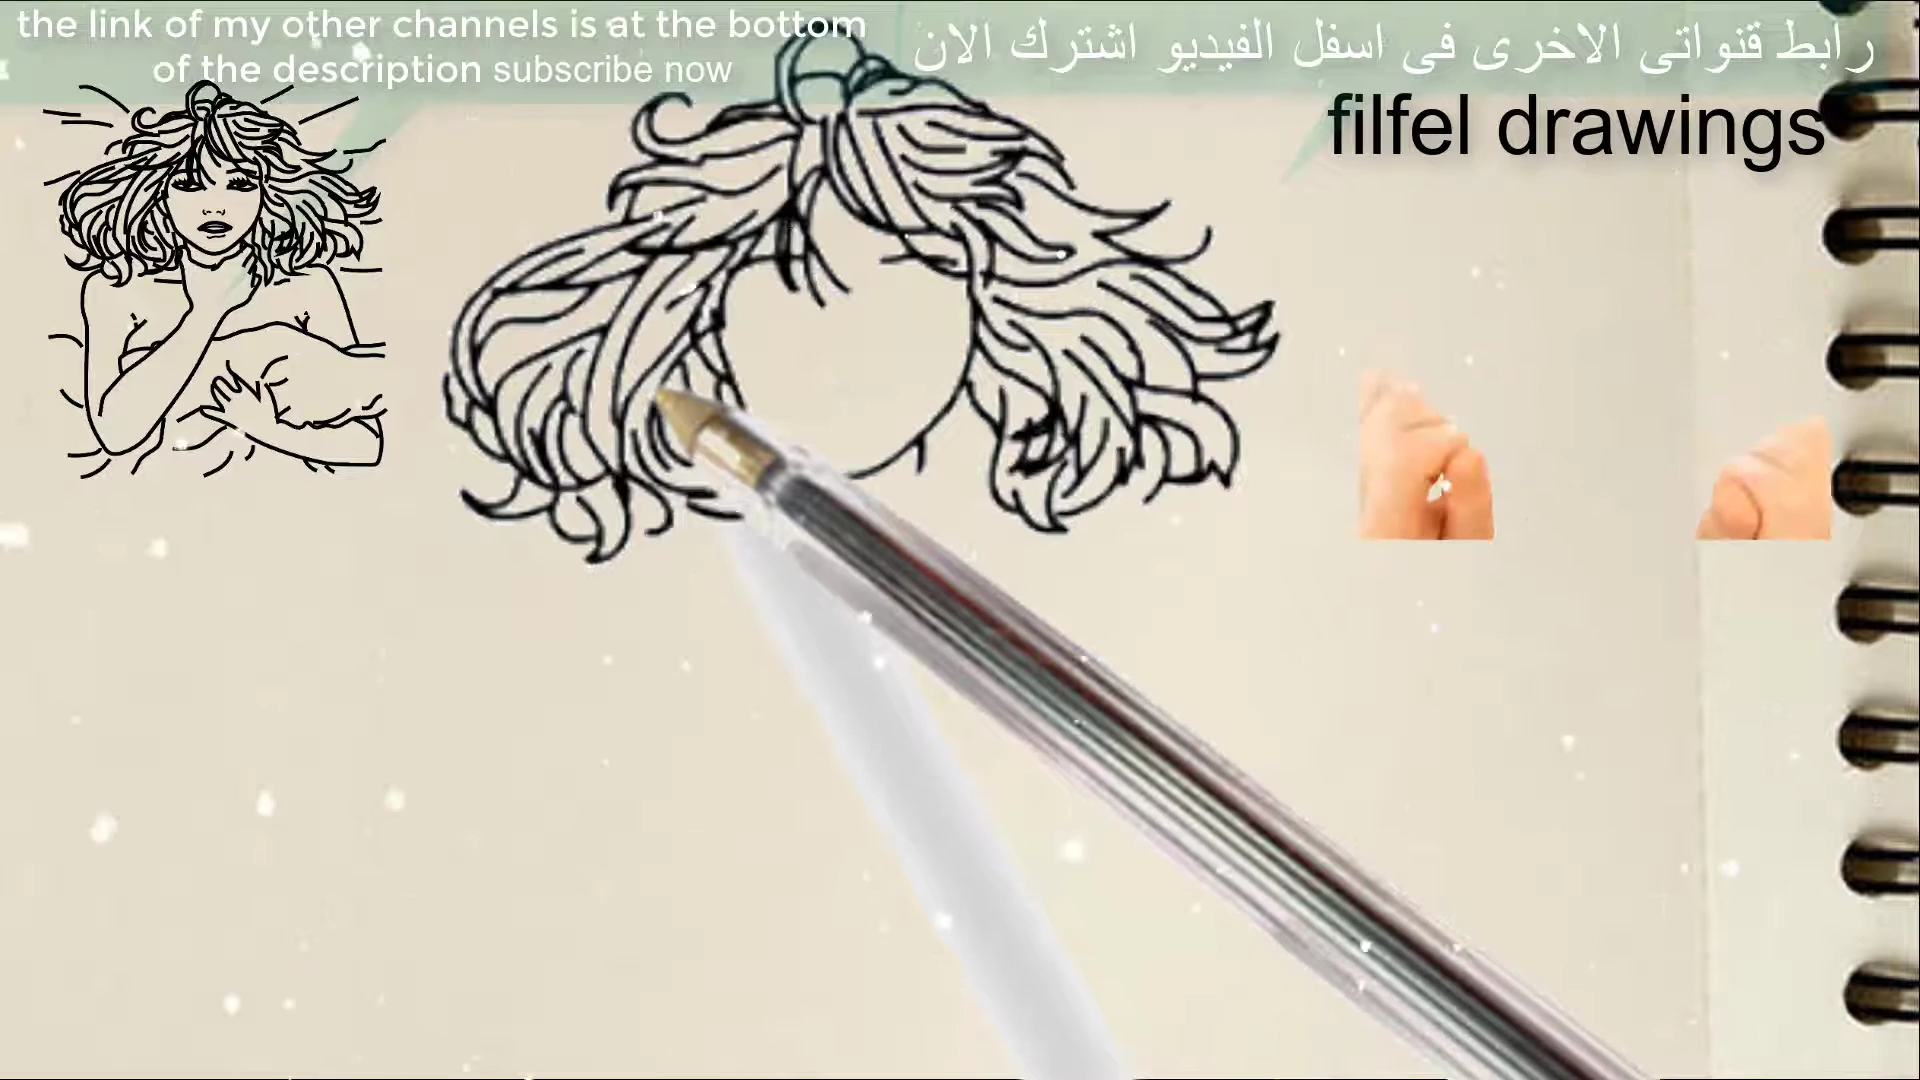 the link of my other channels is at the bottom
of the description subscribe now
رابط قنواتى الاخرى فى اسفل الفيديو اشترك الان
filfel drawings